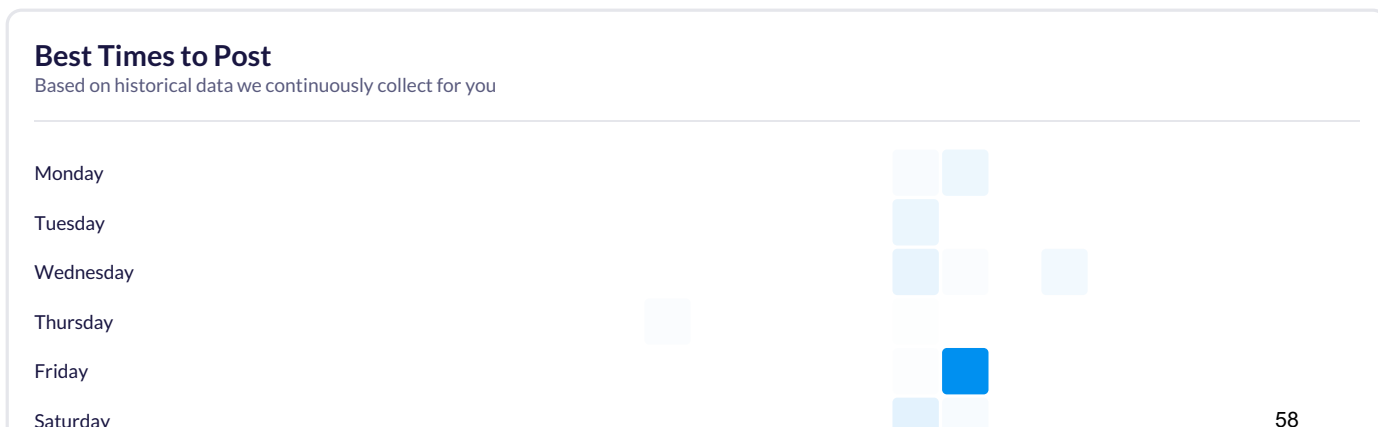 Best Times to Post
Based on historical data we continuously collect for you
Monday
Tuesday
Wednesday
Thursday
Friday
Saturday
58